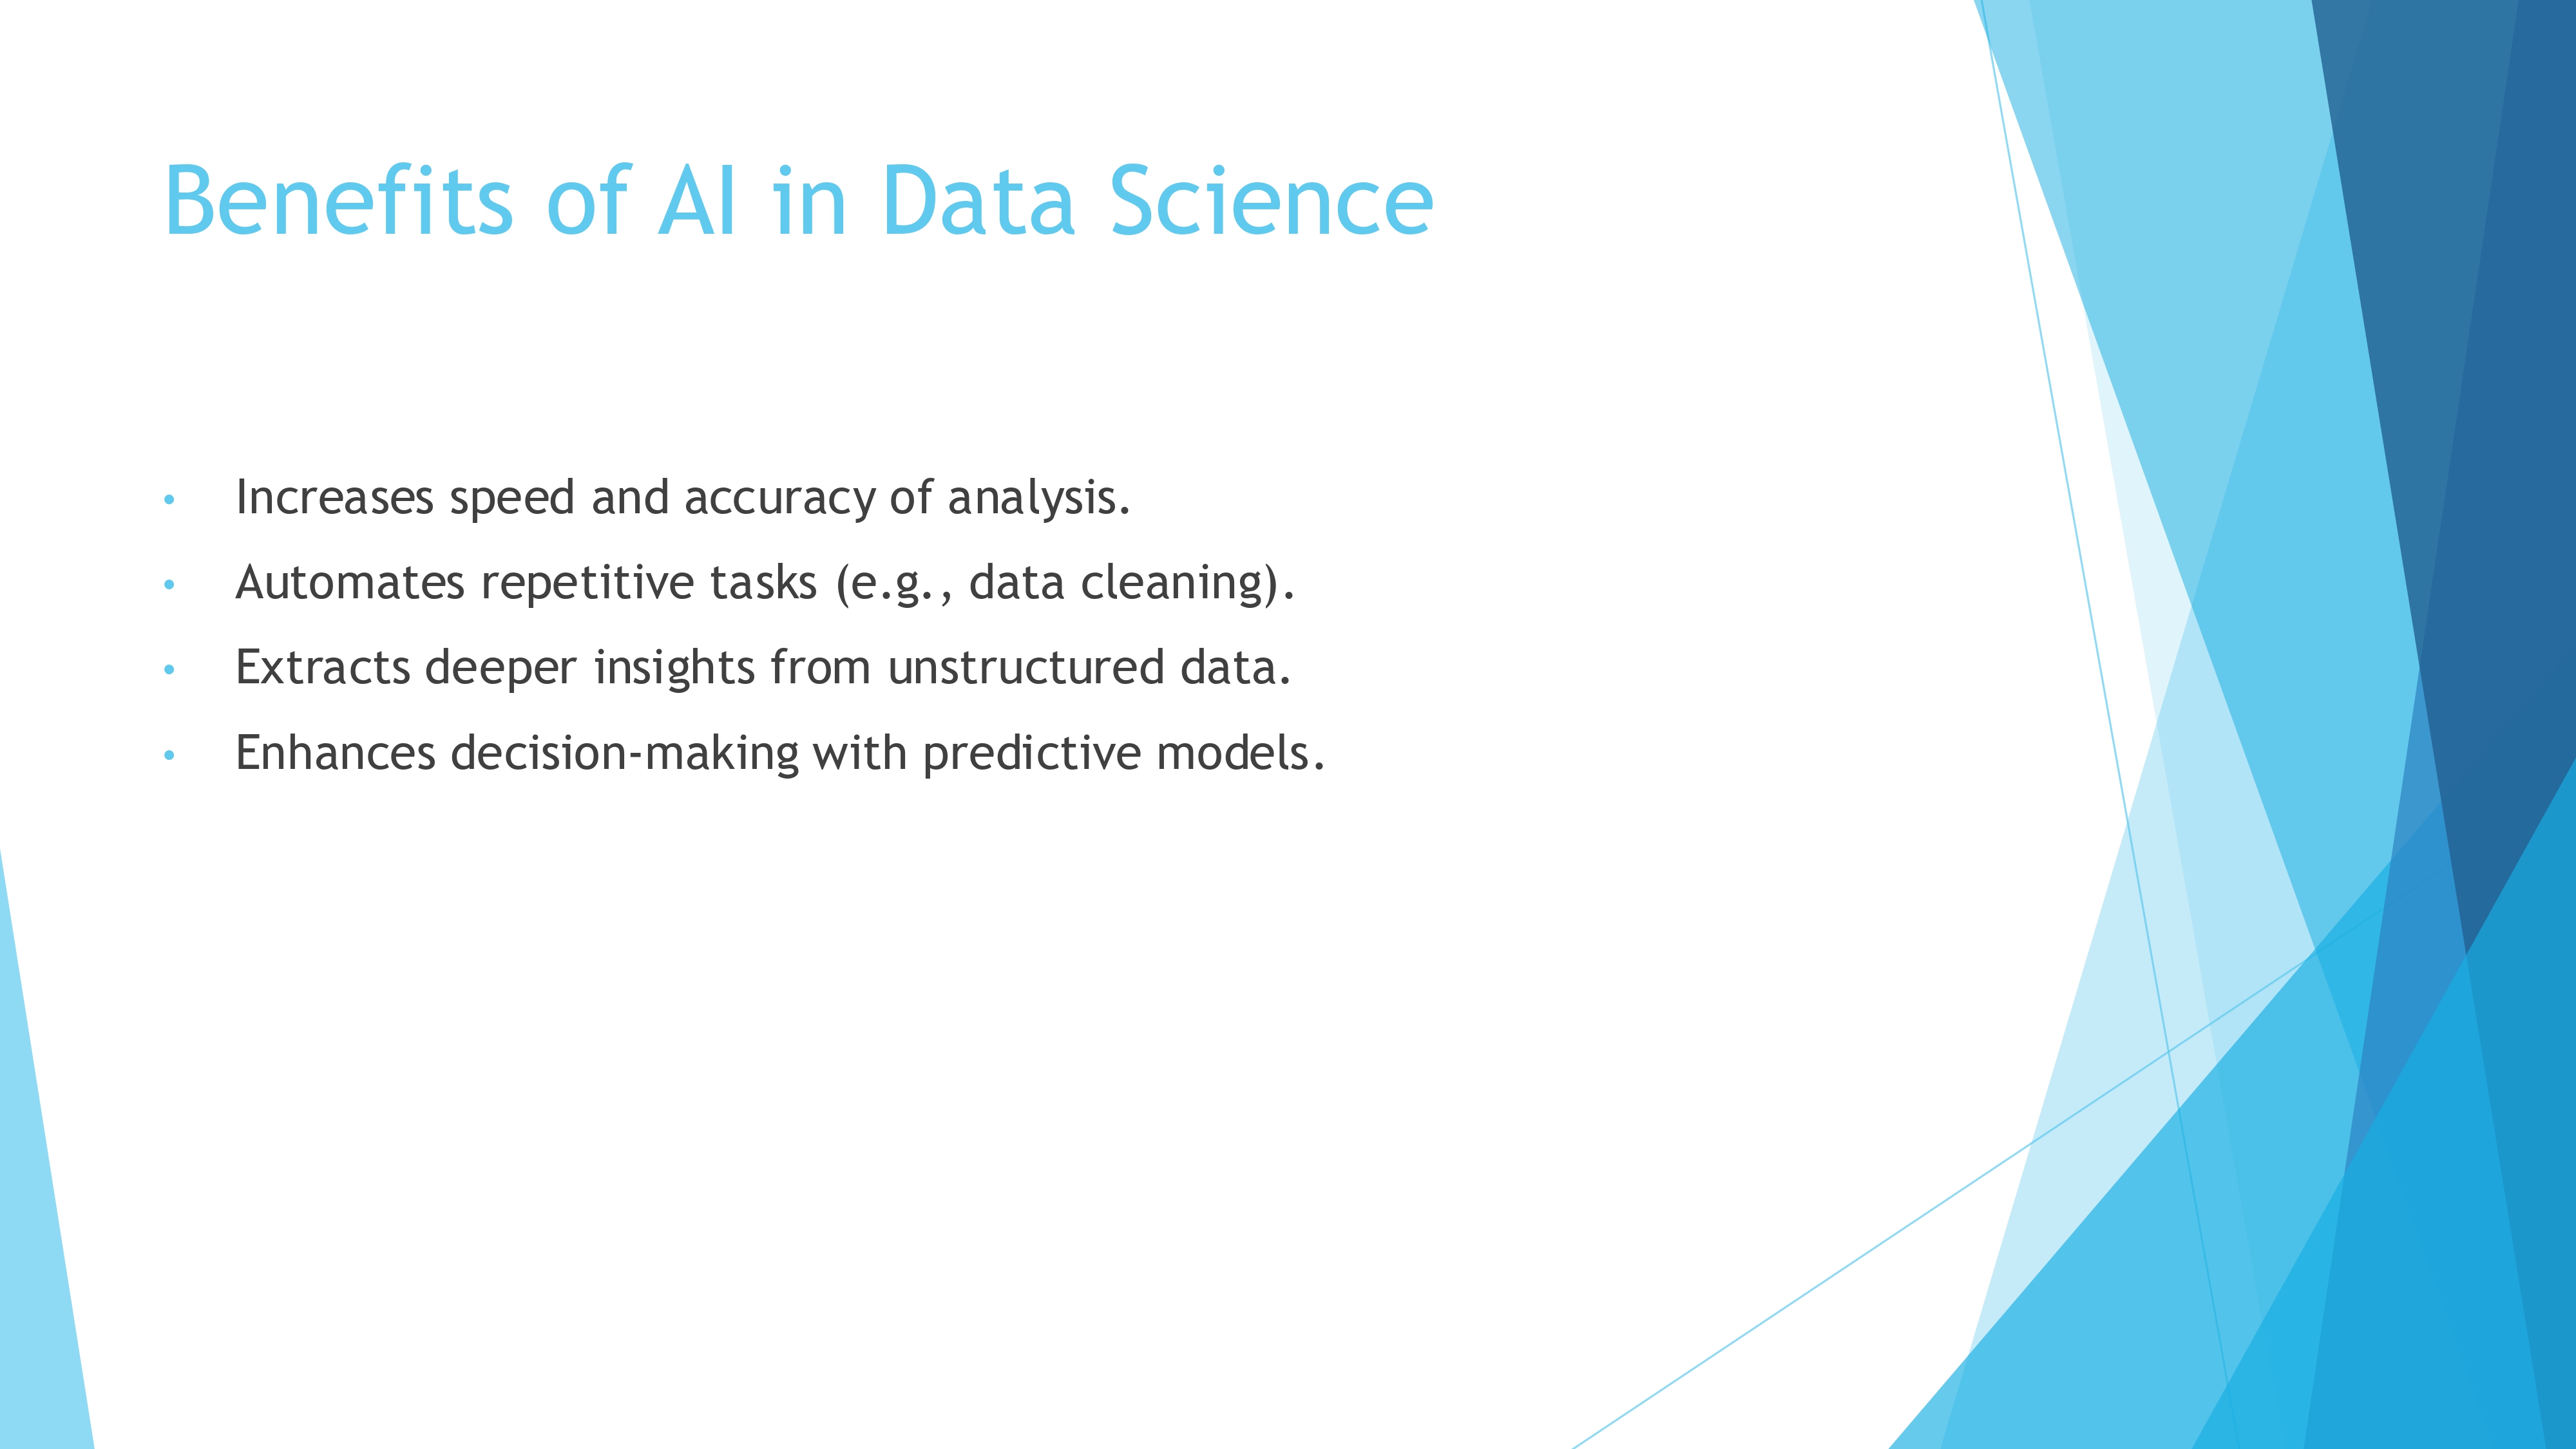 Benefits of AI in Data Science
• Increases speed and accuracy of analysis.
• Automates repetitive tasks (e.g., data cleaning).
• Extracts deeper insights from unstructured data.
• Enhances decision-making with predictive models.